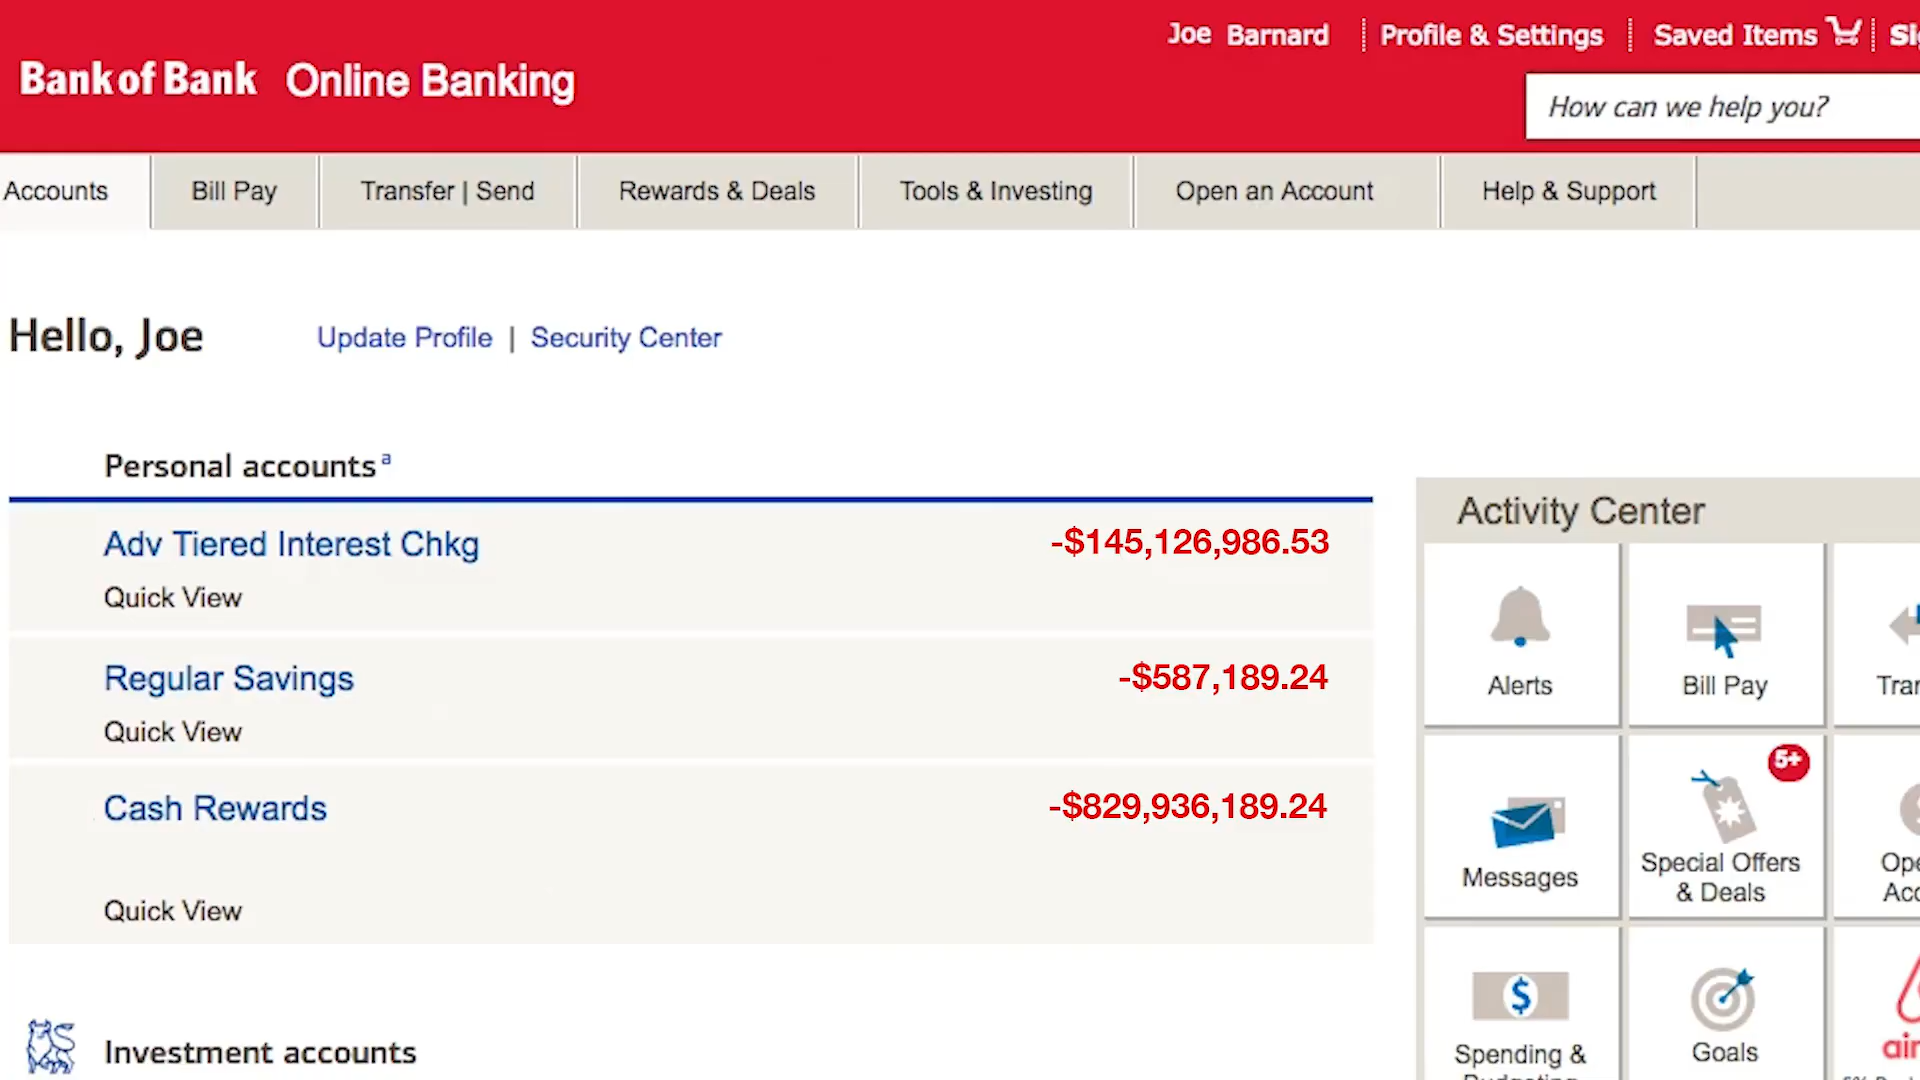 Joe Barnard
Profile & Settings
Saved Items
Bank of Bank Online Banking
How can we help you?
Accounts
Bill Pay
Transfer | Send
Rewards & Deals
Tools & Investing
Open an Account
Help & Support
Hello, Joe
Update Profile | Security Center
Personal accounts a
Adv Tiered Interest Chkg -$145,126,986.53
Quick View
Regular Savings -$587,189.24
Quick View
Cash Rewards -$829,936,189.24
Quick View
Investment accounts
Activity Center
Alerts
Bill Pay
Messages
5+
Special Offers
& Deals
$
Spending &
Budgeting
Goals